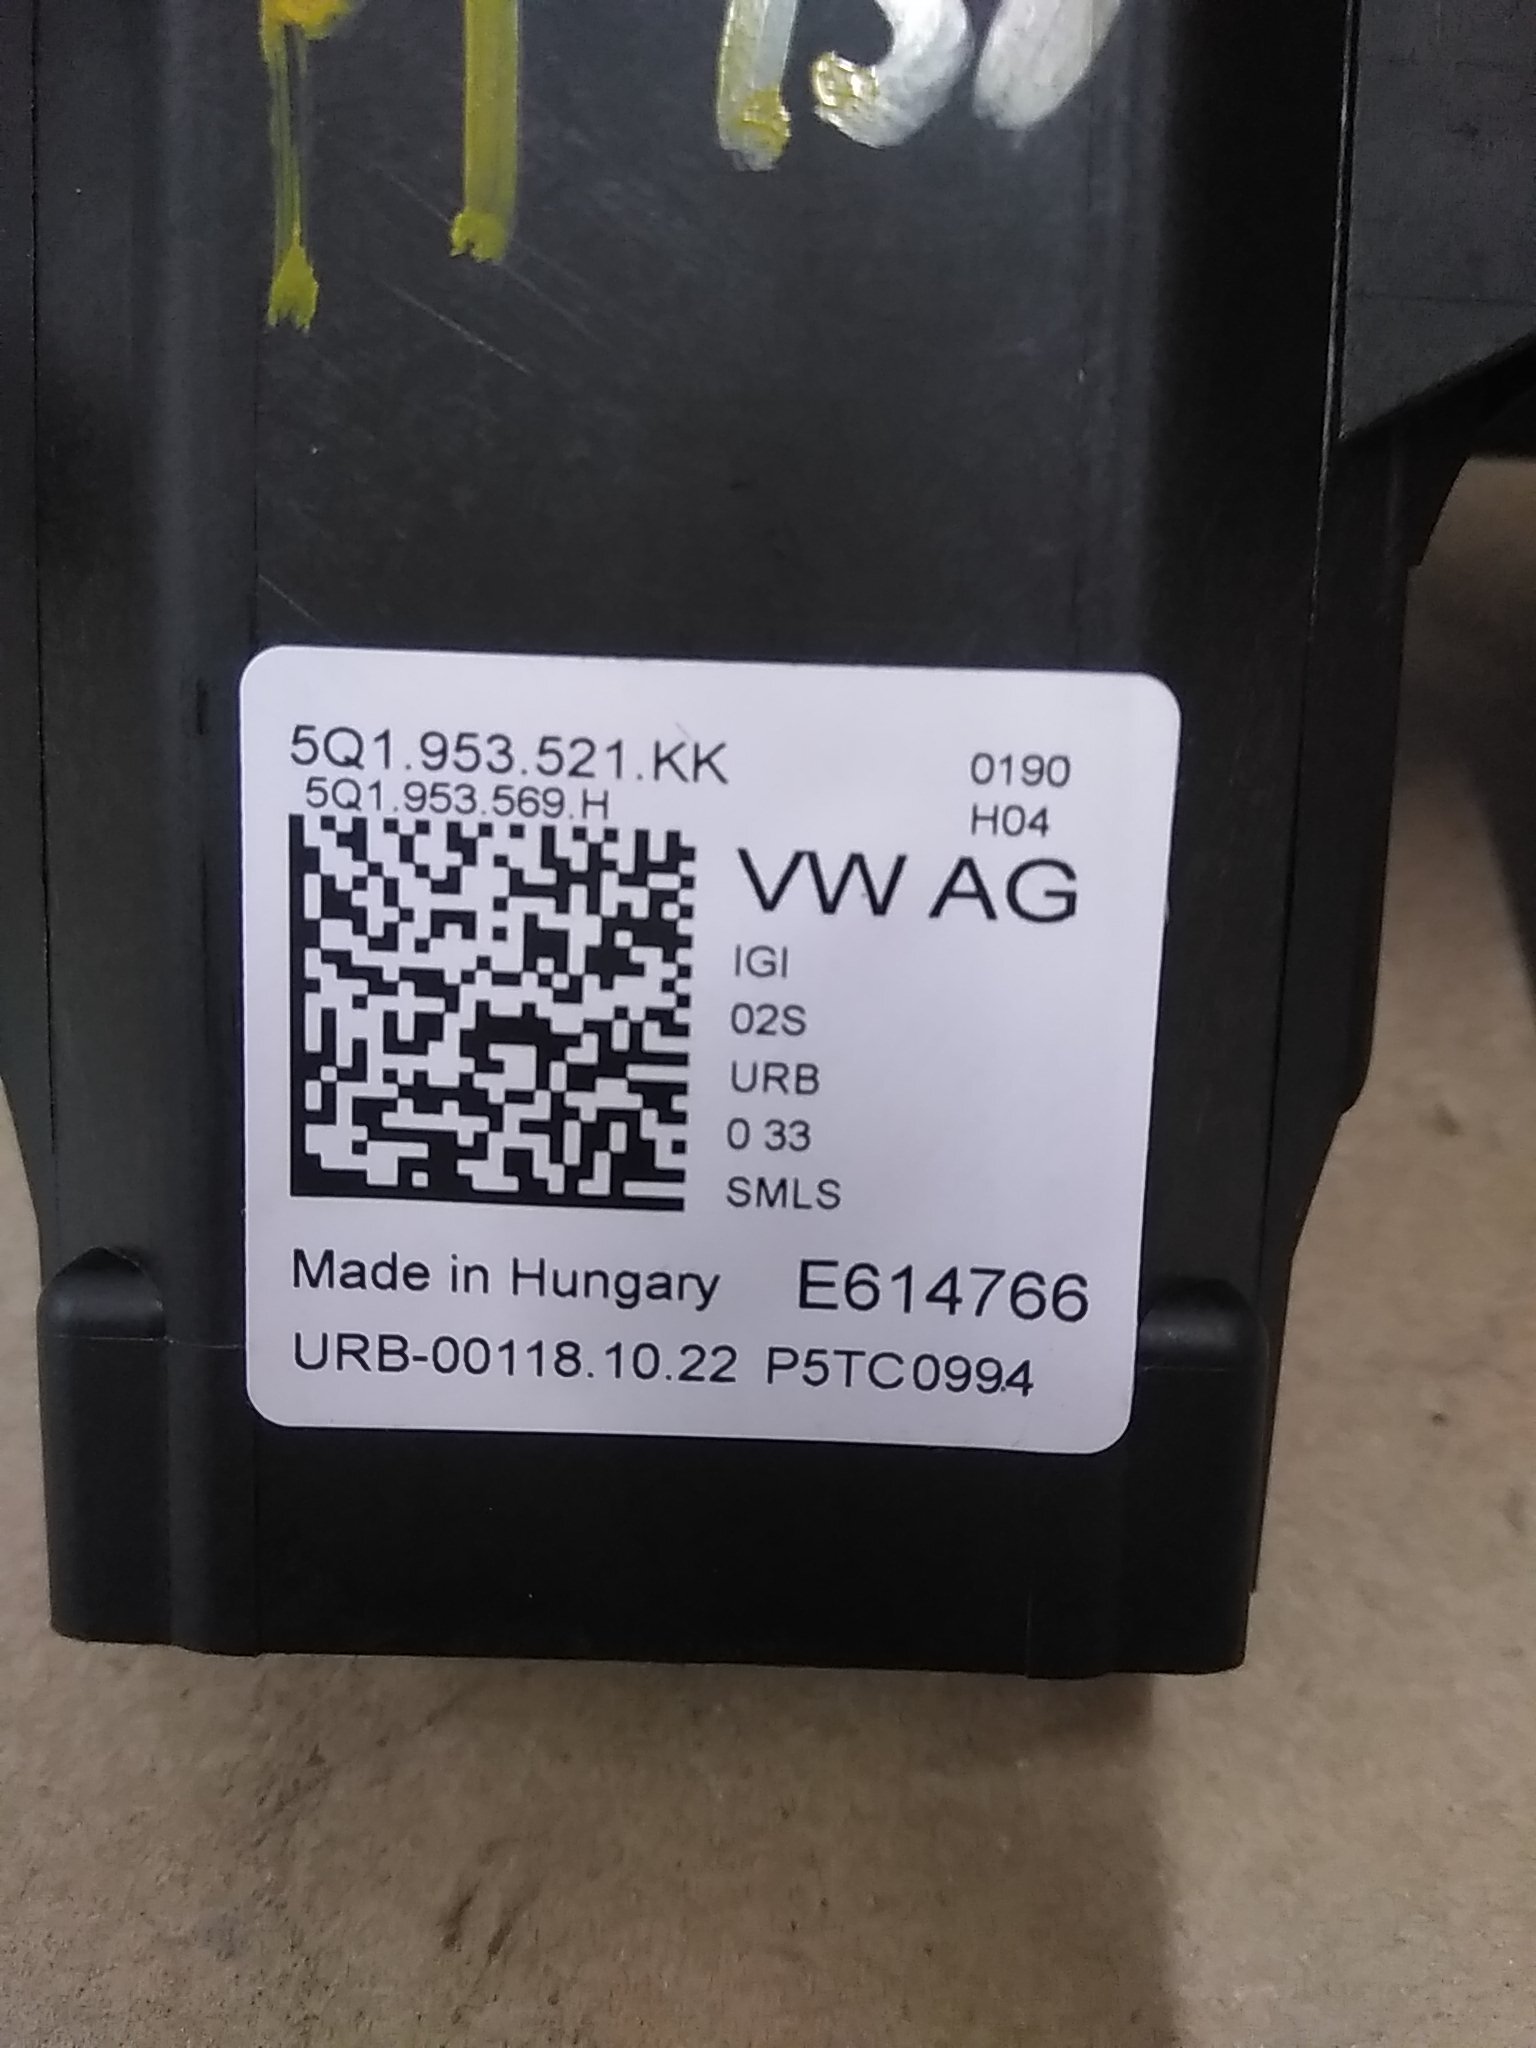 5Q1.953.521.KK
0190
5Q1.953.569.H
H04
VW AG
IGI
02S
URB
0 33
SMLS
Made in Hungary
E614766
URB-00118.10.22 P5TC0994